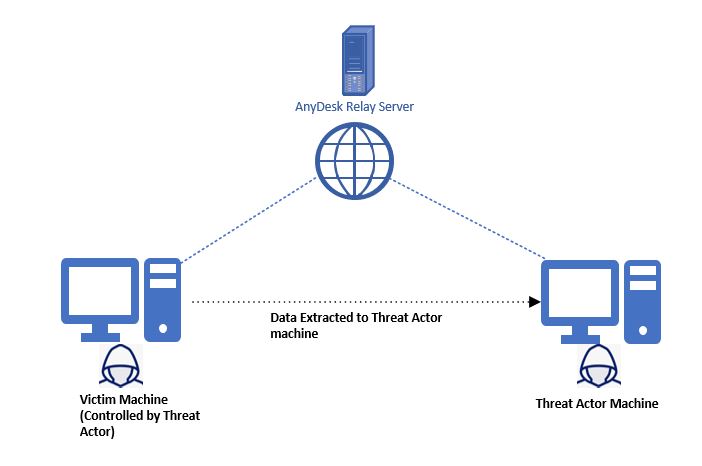 AnyDesk Relay Server
Data Extracted to Threat Actor
machine
Victim Machine
(Controlled by Threat
Actor)
Threat Actor Machine